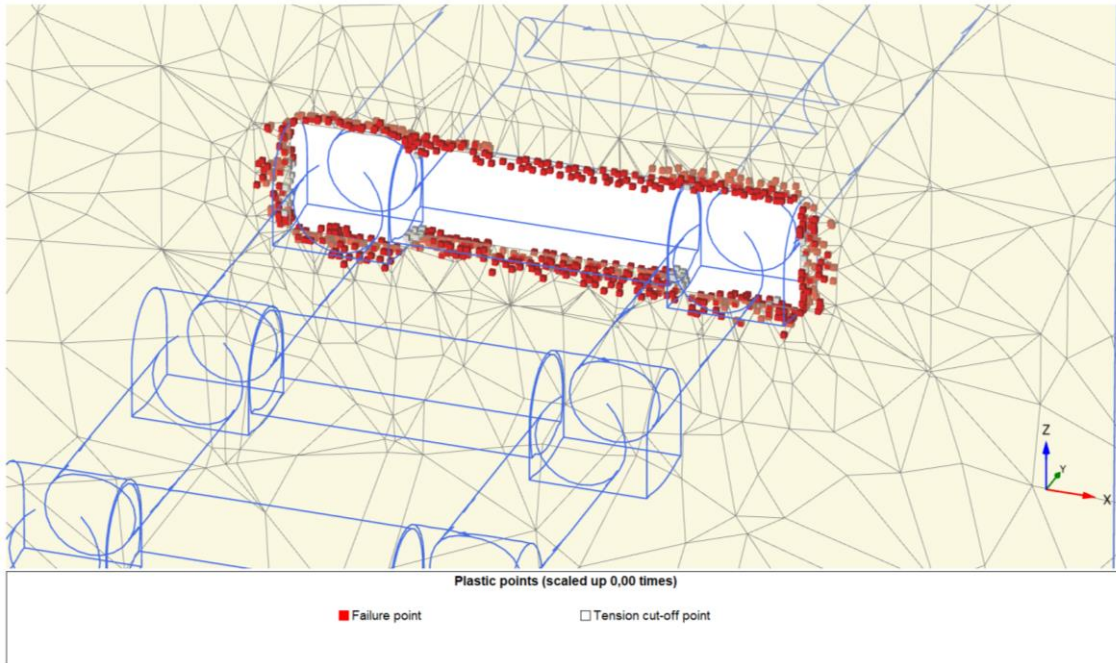 Z
Y
X
Plastic points (scaled up 0,00 times)
Failure point
Tension cut-off point